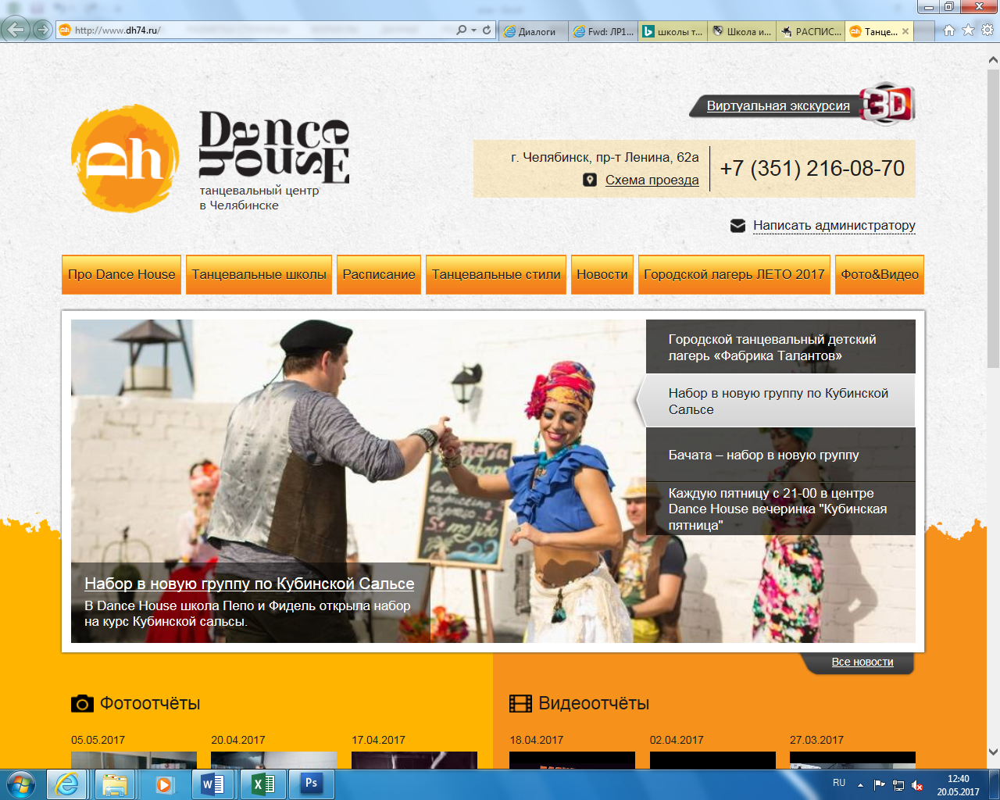 http://www.dh74.ru/
Диалоги
Fwd: ЛР1...
школы т...
Школа и...
РАСПИС...
Танце...
Виртуальная экскурсия
3D
dh
Dance
house
танцевальный центр
в Челябинске
г. Челябинск, пр-т Ленина, 62а
Схема проезда
+7 (351) 216-08-70
Написать администратору
Про Dance House
Танцевальные школы
Расписание
Танцевальные стили
Новости
Городской лагерь ЛЕТО 2017
Фото&Видео
Городской танцевальный детский
лагерь «Фабрика Талантов»
Набор в новую группу по Кубинской
Сальсе
Бачата – набор в новую группу
Каждую пятницу с 21-00 в центре
Dance House вечеринка "Кубинская
пятница"
Набор в новую группу по Кубинской Сальсе
В Dance House школа Пепо и Фидель открыла набор
на курс Кубинской сальсы.
Все новости
Фотоотчёты
Видеоотчёты
05.05.2017
20.04.2017
17.04.2017
18.04.2017
02.04.2017
27.03.2017
Ps
RU
12:40
20.05.2017